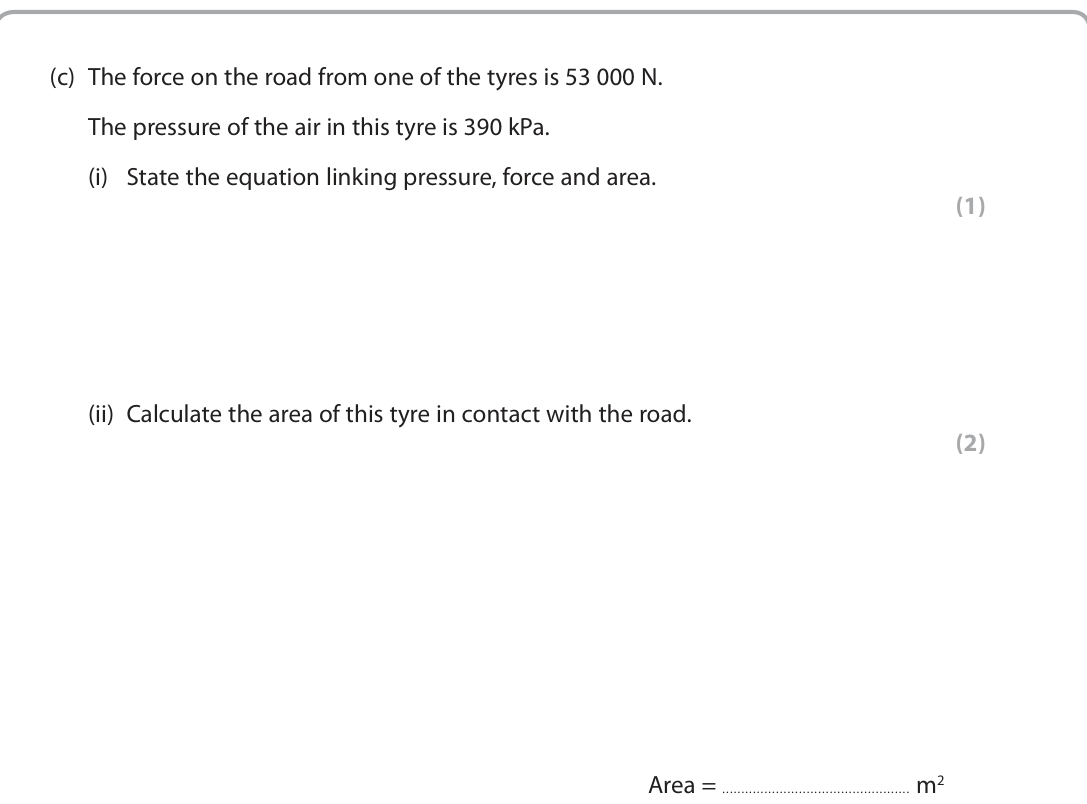 (c) The force on the road from one of the tyres is 53 000 N.
The pressure of the air in this tyre is 390 kPa.
(i) State the equation linking pressure, force and area.
(1)
(ii) Calculate the area of this tyre in contact with the road.
(2)
Area = .................................................. m²